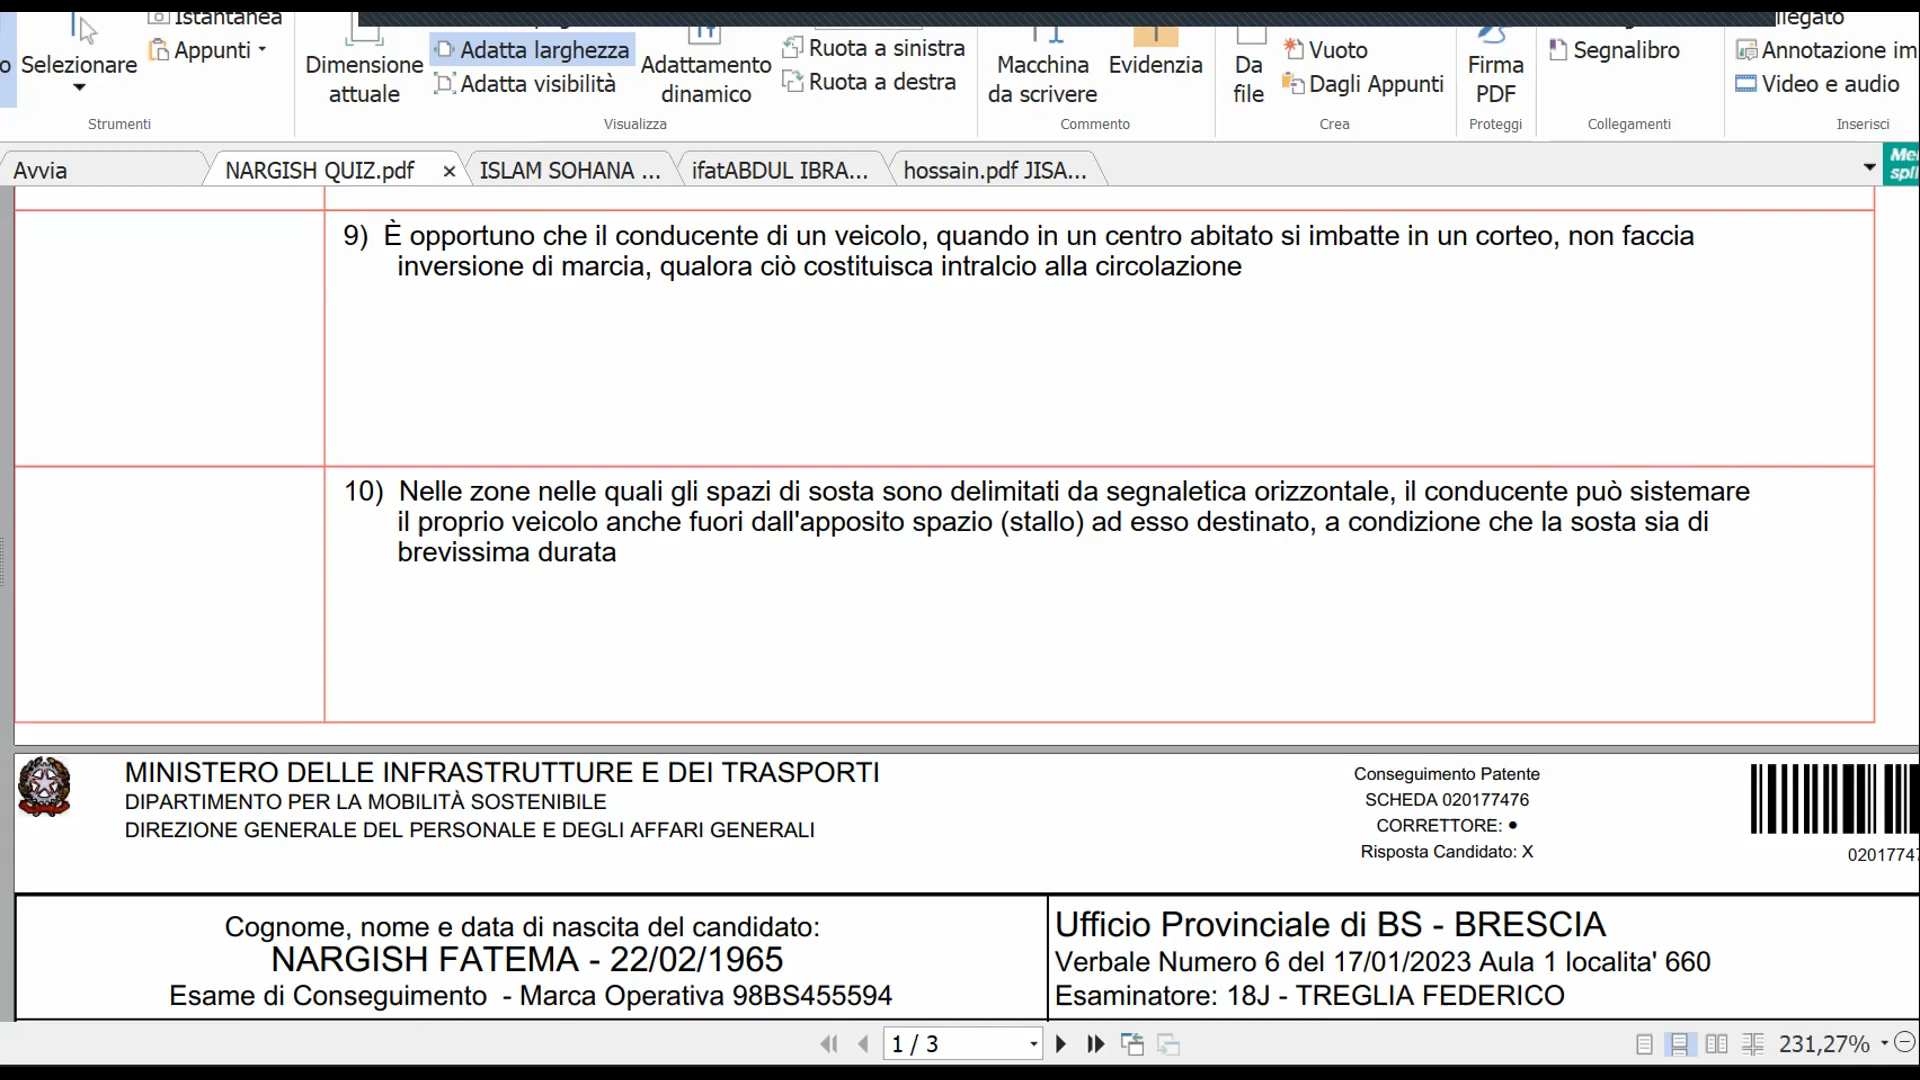 Istantanea
Selezionare
Appunti
Strumenti
Dimensione
attuale
Adatta larghezza
Adatta visibilità
Adattamento
dinamico
Ruota a sinistra
Ruota a destra
Visualizza
Macchina
da scrivere
Evidenzia
Commento
Da
file
Vuoto
Dagli Appunti
Crea
Firma
PDF
Proteggi
Segnalibro
Collegamenti
Annotazione im
Video e audio
Inserisci
Avvia
NARGISH QUIZ.pdf
ISLAM SOHANA ...
ifatABDUL IBRA...
hossain.pdf JISA...
9) È opportuno che il conducente di un veicolo, quando in un centro abitato si imbatte in un corteo, non faccia
inversione di marcia, qualora ciò costituisca intralcio alla circolazione
10) Nelle zone nelle quali gli spazi di sosta sono delimitati da segnaletica orizzontale, il conducente può sistemare
il proprio veicolo anche fuori dall'apposito spazio (stallo) ad esso destinato, a condizione che la sosta sia di
brevissima durata
MINISTERO DELLE INFRASTRUTTURE E DEI TRASPORTI
DIPARTIMENTO PER LA MOBILITÀ SOSTENIBILE
DIREZIONE GENERALE DEL PERSONALE E DEGLI AFFARI GENERALI
Conseguimento Patente
SCHEDA 020177476
CORRETTORE: ●
Risposta Candidato: X
0201774
Cognome, nome e data di nascita del candidato:
NARGISH FATEMA - 22/02/1965
Esame di Conseguimento - Marca Operativa 98BS455594
Ufficio Provinciale di BS - BRESCIA
Verbale Numero 6 del 17/01/2023 Aula 1 localita' 660
Esaminatore: 18J - TREGLIA FEDERICO
1 / 3
231,27%